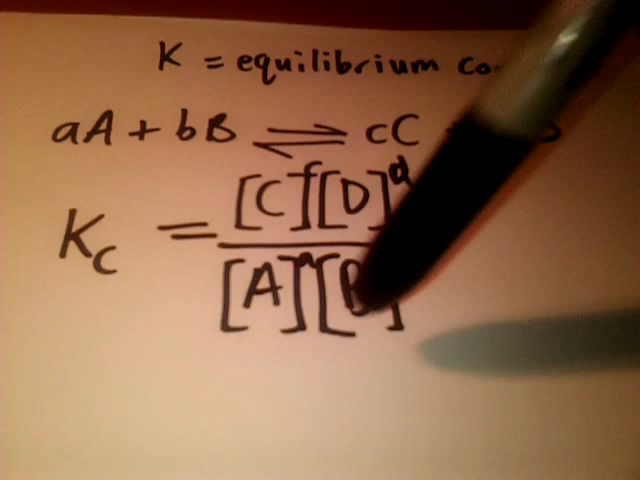 K = equilibrium
aA + bB ⇌ cC
Kc = [C]^c[D]^d
[A]^a[B]